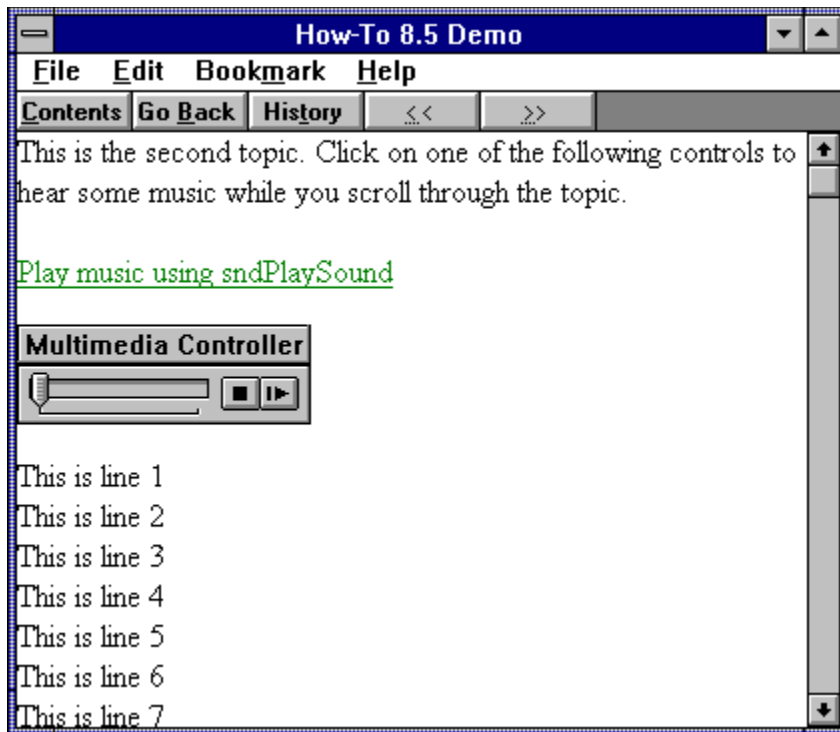 How-To 8.5 Demo
File Edit Bookmark Help
Contents Go Back History << >>
This is the second topic. Click on one of the following controls to
hear some music while you scroll through the topic.
Play music using sndPlaySound
Multimedia Controller
This is line 1
This is line 2
This is line 3
This is line 4
This is line 5
This is line 6
This is line 7